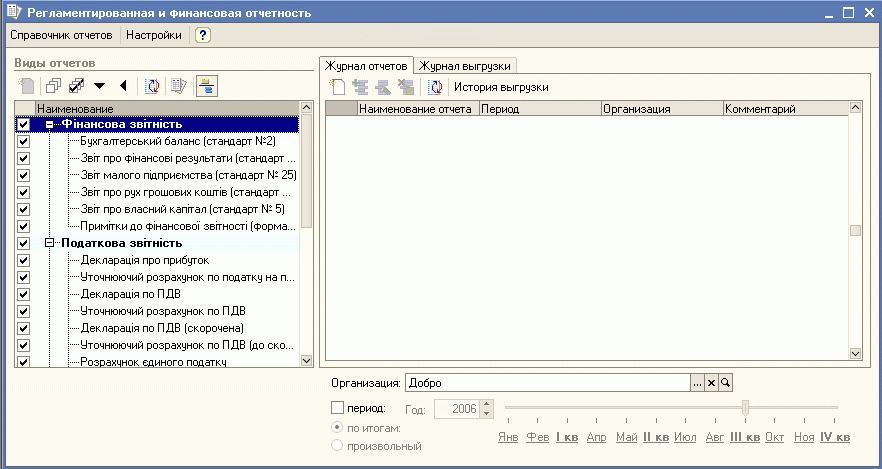 Регламентированная и финансовая отчетность
Справочник отчетов Настройки ?
Виды отчетов
Наименование
Фінансова звітність
Бухгалтерський баланс (стандарт №2)
Звіт про фінансові результати (стандарт ...
Звіт малого підприємства (стандарт № 25)
Звіт про рух грошових коштів (стандарт ...
Звіт про власний капітал (стандарт № 5)
Примітки до фінансової звітності (форма...
Податкова звітність
Декларація про прибуток
Уточнюючий розрахунок по податку на п...
Декларація по ПДВ
Уточнюючий розрахунок по ПДВ
Декларація по ПДВ (скорочена)
Уточнюючий розрахунок по ПДВ (до ско...
Розрахунок єдиного податку
Журнал отчетов Журнал выгрузки
История выгрузки
Наименование отчета Период Организация Комментарий
Организация: Добро ...
период: Год: 2006
по итогам:
произвольный
Янв Фев I кв Апр Май II кв Июл Авг III кв Окт Ноя IV кв